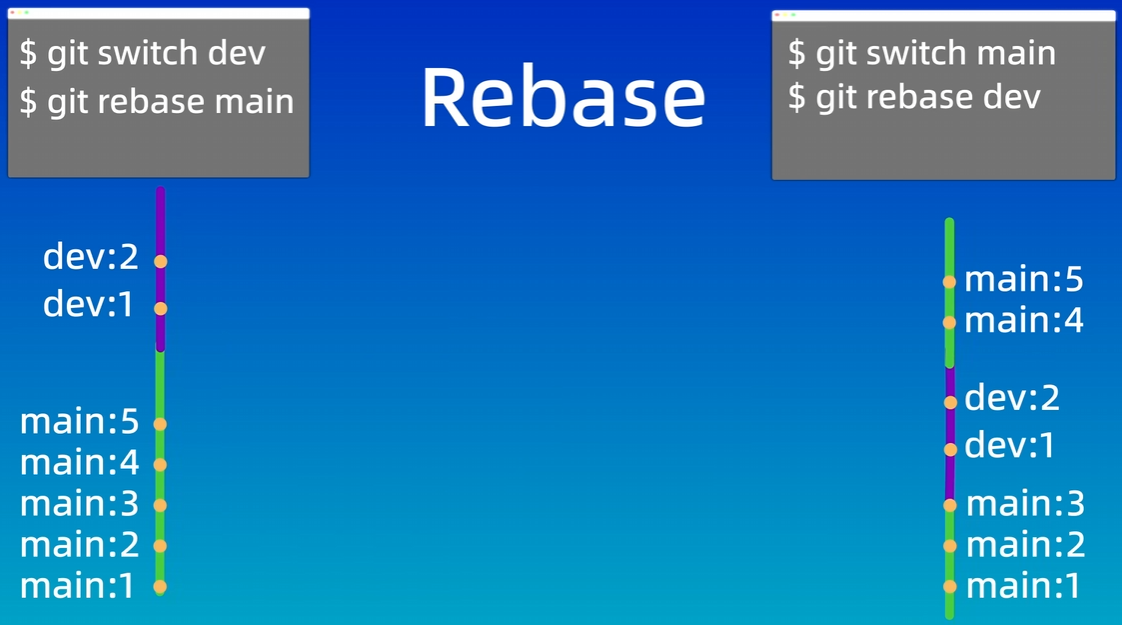 $ git switch dev
$ git rebase main
Rebase
$ git switch main
$ git rebase dev
dev:2
dev:1
main:5
main:4
main:3
main:2
main:1
main:5
main:4
dev:2
dev:1
main:3
main:2
main:1